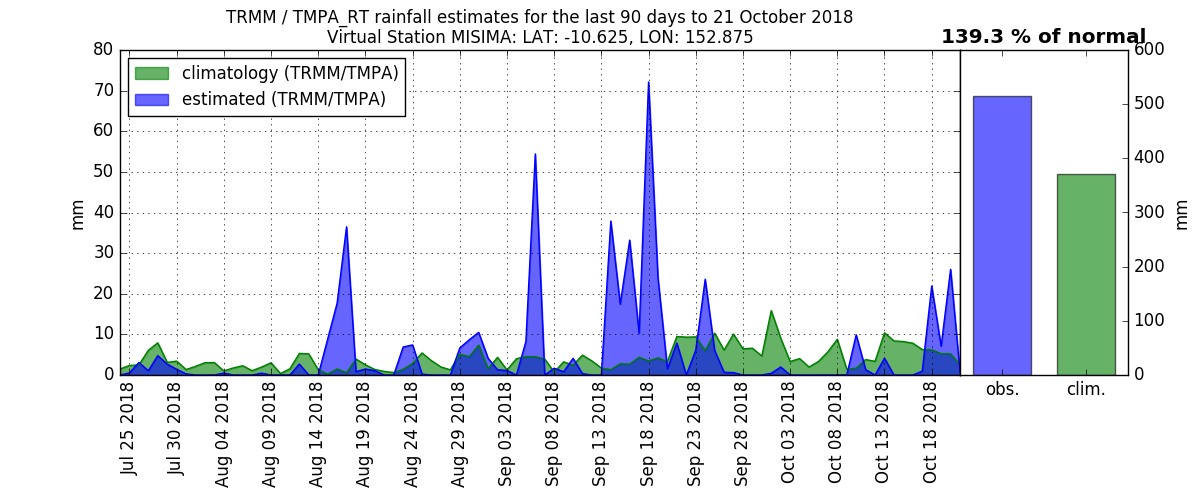 TRMM / TMPA_RT rainfall estimates for the last 90 days to 21 October 2018
Virtual Station MISIMA: LAT: -10.625, LON: 152.875
139.3 % of normal
climatology (TRMM/TMPA)
estimated (TRMM/TMPA)
mm
80
70
60
50
40
30
20
10
0
Jul 25 2018
Jul 30 2018
Aug 04 2018
Aug 09 2018
Aug 14 2018
Aug 19 2018
Aug 24 2018
Aug 29 2018
Sep 03 2018
Sep 08 2018
Sep 13 2018
Sep 18 2018
Sep 23 2018
Sep 28 2018
Oct 03 2018
Oct 08 2018
Oct 13 2018
Oct 18 2018
obs.
clim.
600
500
400
300
200
100
0
mm